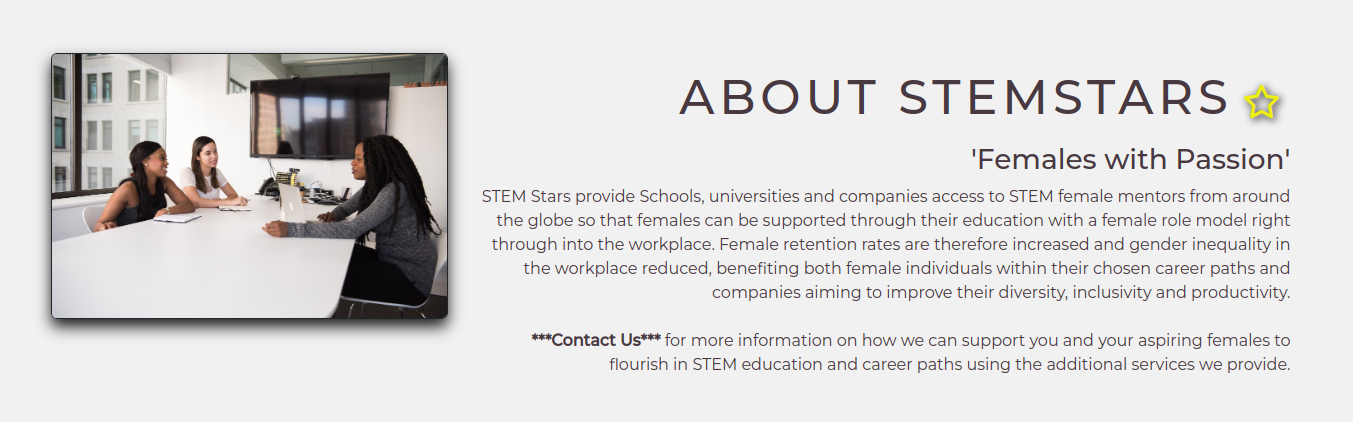 ABOUT STEMSTARS
'Females with Passion'
STEM Stars provide Schools, universities and companies access to STEM female mentors from around
the globe so that females can be supported through their education with a female role model right
through into the workplace. Female retention rates are therefore increased and gender inequality in
the workplace reduced, benefiting both female individuals within their chosen career paths and
companies aiming to improve their diversity, inclusivity and productivity.
***Contact Us*** for more information on how we can support you and your aspiring females to
flourish in STEM education and career paths using the additional services we provide.